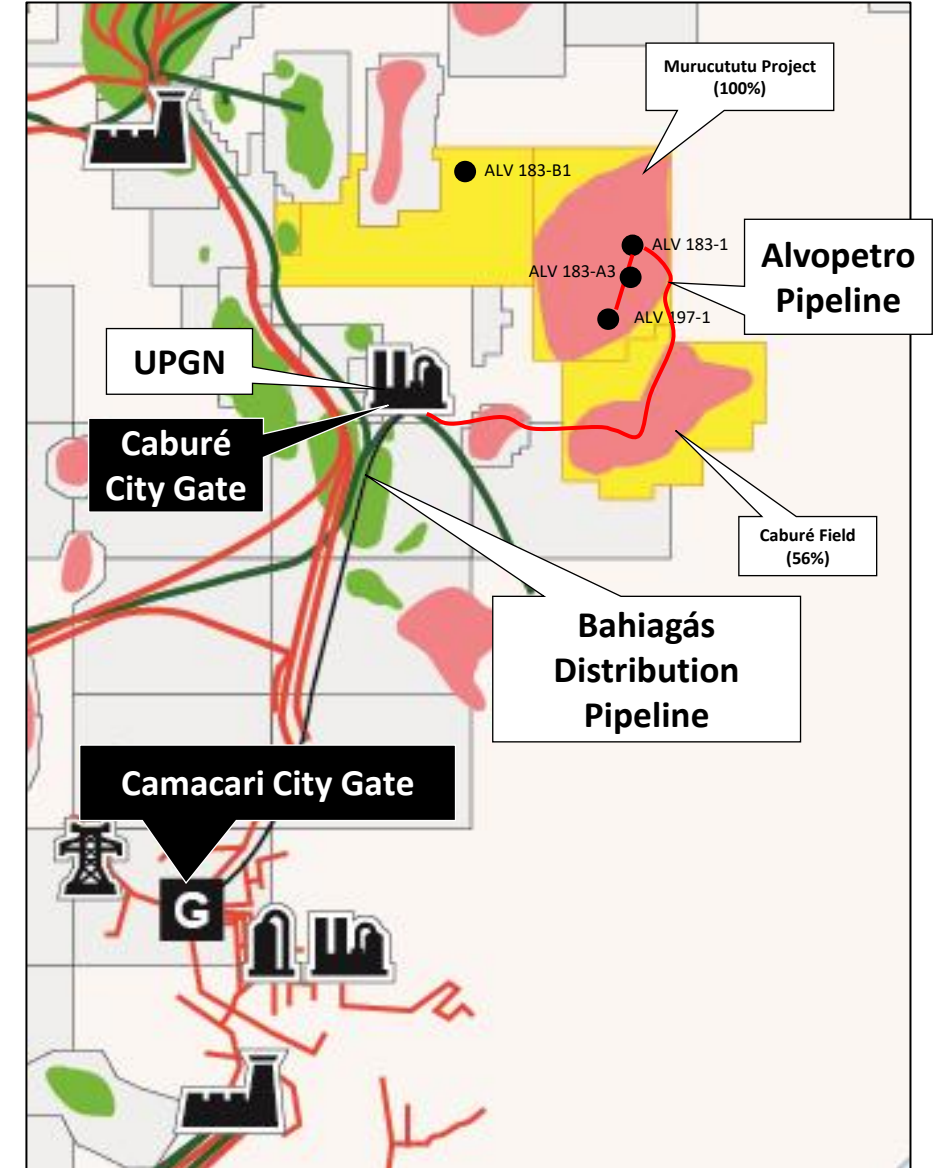 Murucututu Project
(100%)
ALV 183-B1
ALV 183-1
Alvopetro
Pipeline
ALV 183-A3
ALV 197-1
UPGN
Caburé
City Gate
Caburé Field
(56%)
Bahiagás
Distribution
Pipeline
Camacari City Gate
G